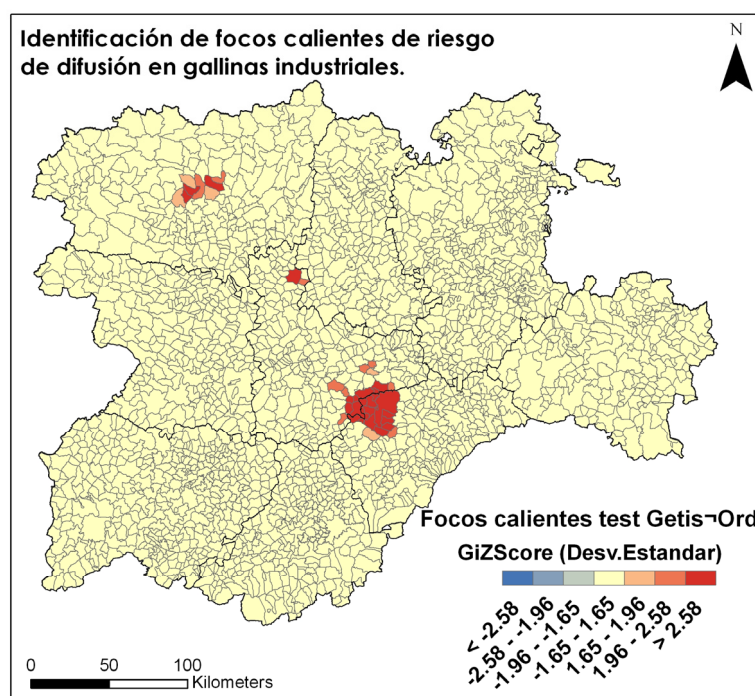 Identificación de focos calientes de riesgo
de difusión en gallinas industriales.
N
Focos calientes test Getis¬Ord
GiZScore (Desv.Estandar)
< -2.58
-2.58 - -1.96
-1.96 - -1.65
-1.65 - 1.65
1.65 - 1.96
1.96 - 2.58
> 2.58
0 50 100
Kilometers